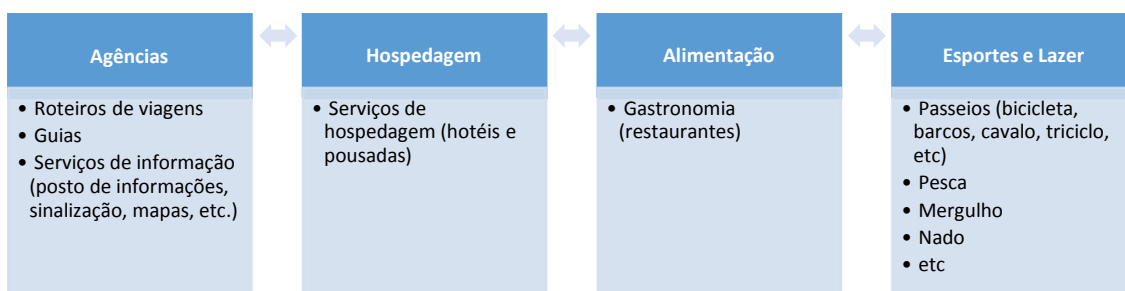 Agências
• Roteiros de viagens
• Guias
• Serviços de informação
(posto de informações,
sinalização, mapas, etc.)
Hospedagem
• Serviços de
hospedagem (hotéis e
pousadas)
Alimentação
• Gastronomia
(restaurantes)
Esportes e Lazer
• Passeios (bicicleta,
barcos, cavalo, triciclo,
etc)
• Pesca
• Mergulho
• Nado
• etc